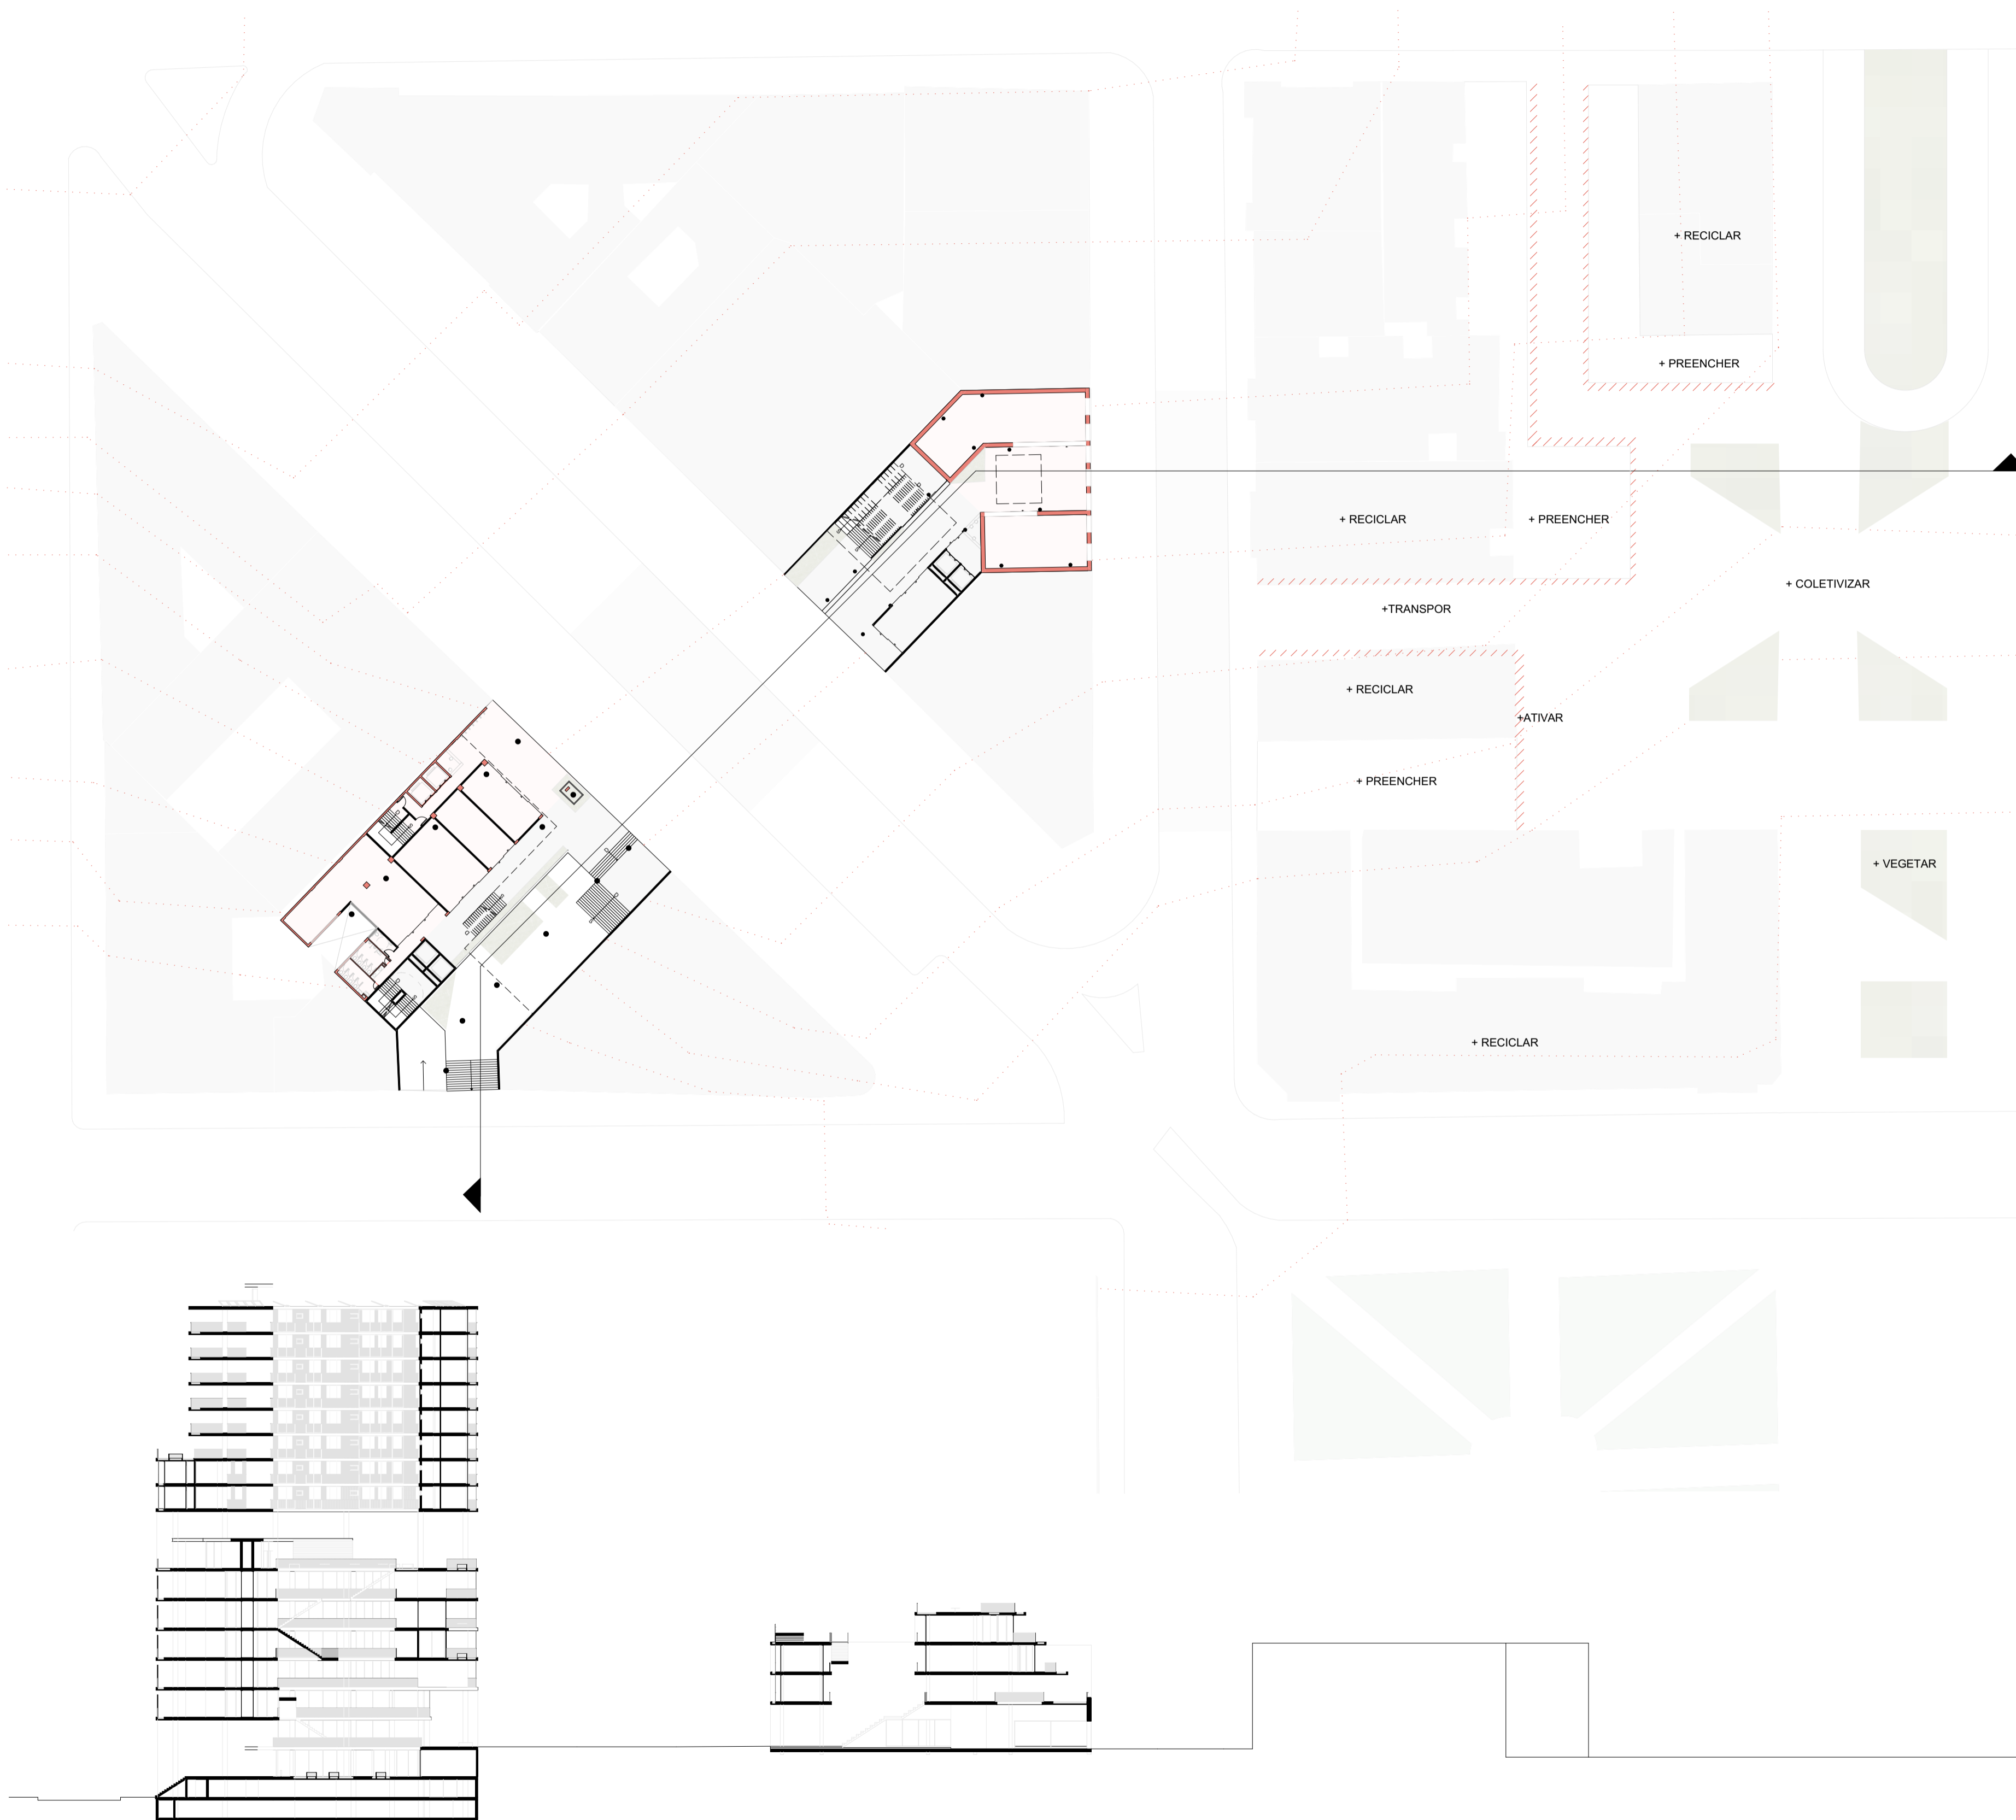 + RECICLAR
+ PREENCHER
+ RECICLAR
+ PREENCHER
+ COLETIVIZAR
+TRANSPOR
+ RECICLAR
+ATIVAR
+ PREENCHER
+ VEGETAR
+ RECICLAR